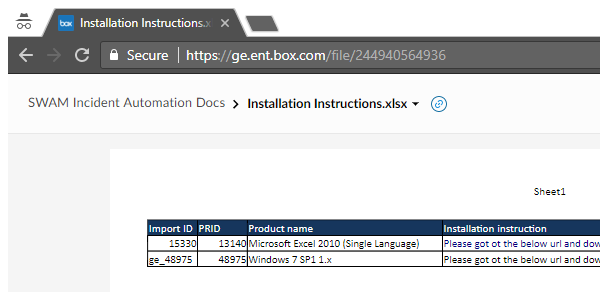 box Installation Instructions.x
Secure https://ge.ent.box.com/file/244940564936
SWAM Incident Automation Docs Installation Instructions.xlsx
Sheet1
Import ID PRID Product name Installation instruction
15330 13140 Microsoft Excel 2010 (Single Language) Please got ot the below url and dow
ge_48975 48975 Windows 7 SP1 1.x Please got ot the below url and dow